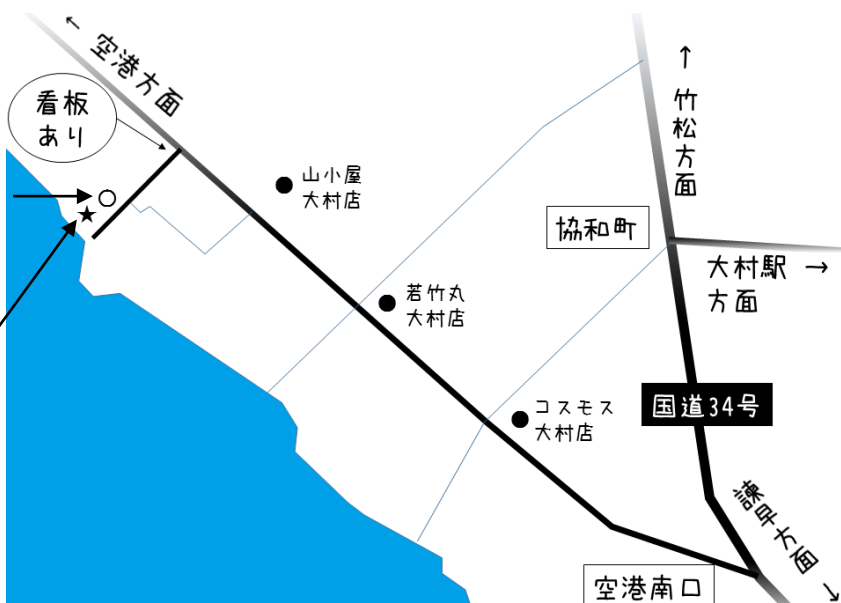 ← 空港方面
看板
あり
山小屋
大村店
↑ 竹松方面
協和町
大村駅 →
方面
若竹丸
大村店
コスモス
大村店
国道34号
諫早方面 →
空港南口